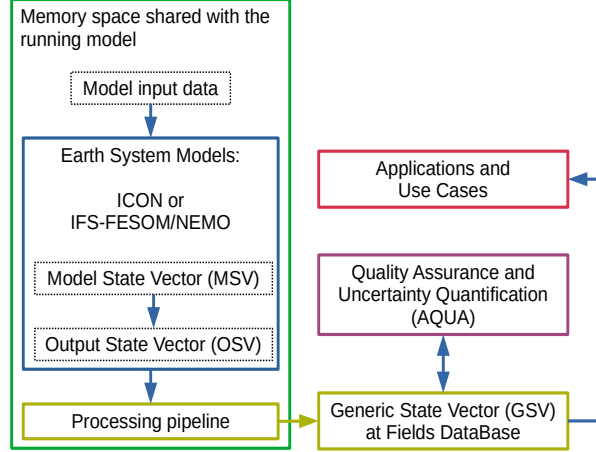 Memory space shared with the
running model
Model input data
Earth System Models:
ICON or
IFS-FESOM/NEMO
Model State Vector (MSV)
Output State Vector (OSV)
Processing pipeline
Applications and
Use Cases
Quality Assurance and
Uncertainty Quantification
(AQUA)
Generic State Vector (GSV)
at Fields DataBase